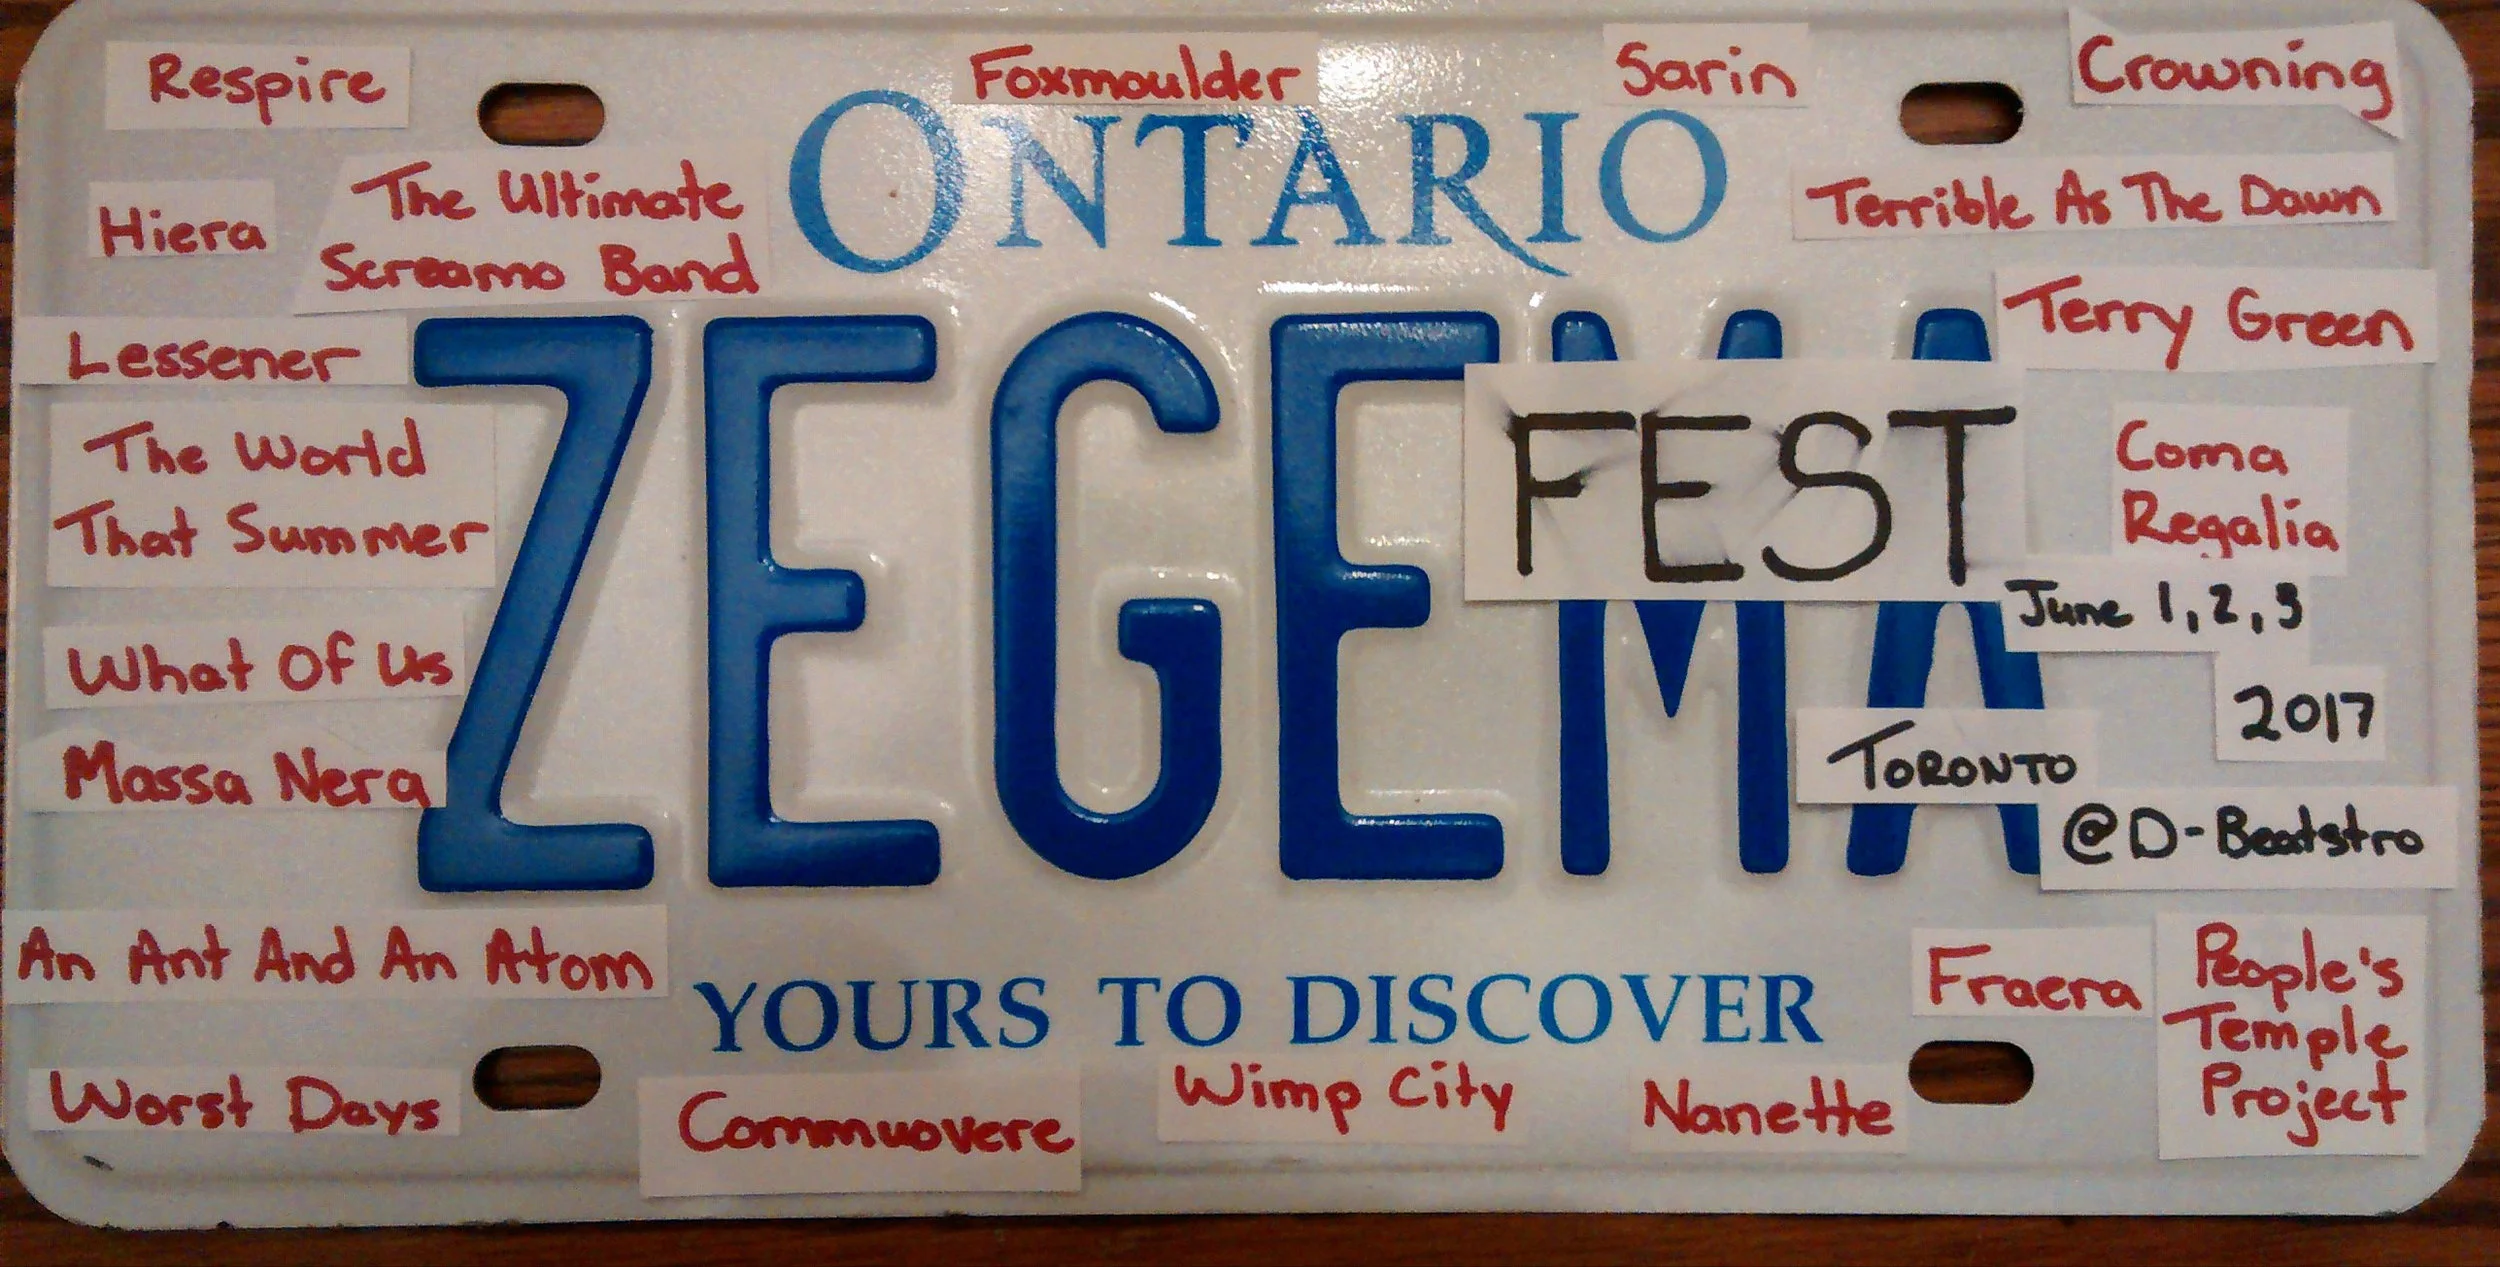 Respire
Foxmoulder
Sarin
Crowning
ONTARIO
Hiera
The Ultimate
Screamo Band
Terrible As The Dawn
Terry Green
Lessener
ZEGEMA
FEST
The World
That Summer
Coma
Regalia
June 1, 2, 3
2017
What Of Us
Massa Nera
TORONTO
@D-Beatstro
An Ant And An Atom
YOURS TO DISCOVER
Fraera
People's
Temple
Project
Worst Days
Commuovere
Wimp City
Nanette